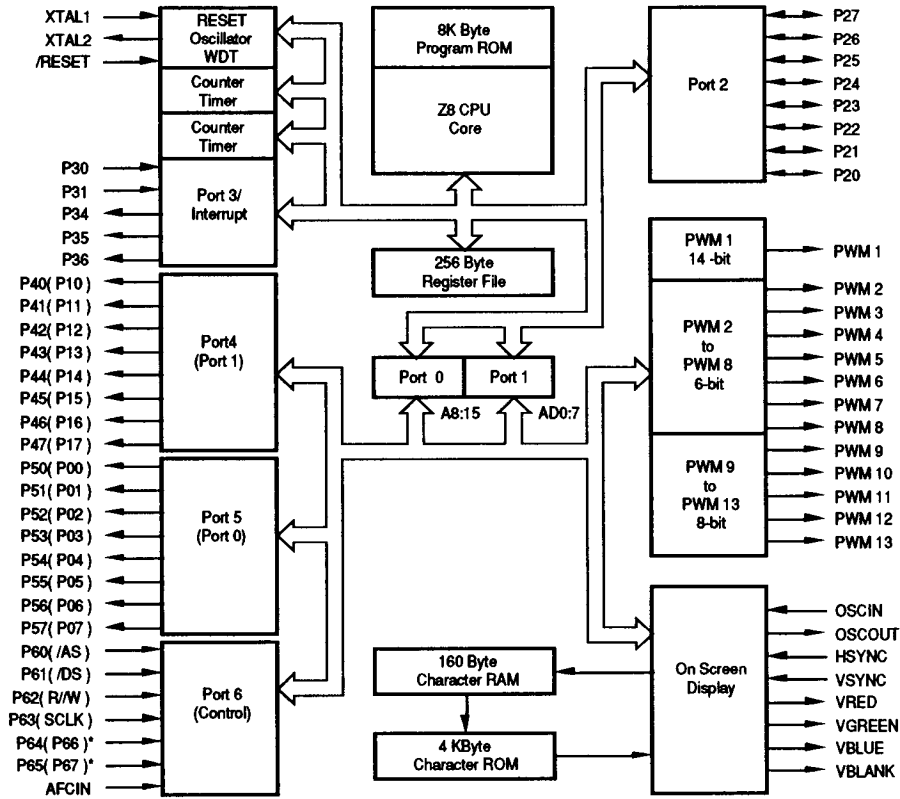 XTAL1
XTAL2
/RESET
RESET
Oscillator
WDT
Counter
Timer
Counter
Timer
P30
P31
P34
P35
P36
Port 3/
Interrupt
P40( P10 )
P41( P11 )
P42( P12 )
P43( P13 )
P44( P14 )
P45( P15 )
P46( P16 )
P47( P17 )
Port4
(Port 1)
P50( P00 )
P51( P01 )
P52( P02 )
P53( P03 )
P54( P04 )
P55( P05 )
P56( P06 )
P57( P07 )
Port 5
(Port 0)
P60( /AS )
P61( /DS )
P62( R//W )
P63( SCLK )
P64( P66 )*
P65( P67 )*
AFCIN
Port 6
(Control)
8K Byte
Program ROM
Z8 CPU
Core
256 Byte
Register File
Port 0
Port 1
A8:15
AD0:7
160 Byte
Character RAM
4 KByte
Character ROM
Port 2
P27
P26
P25
P24
P23
P22
P21
P20
PWM 1
14 -bit
PWM 2
to
PWM 8
6-bit
PWM 9
to
PWM 13
8-bit
PWM 1
PWM 2
PWM 3
PWM 4
PWM 5
PWM 6
PWM 7
PWM 8
PWM 9
PWM 10
PWM 11
PWM 12
PWM 13
On Screen
Display
OSCIN
OSCOUT
HSYNC
VSYNC
VRED
VGREEN
VBLUE
VBLANK